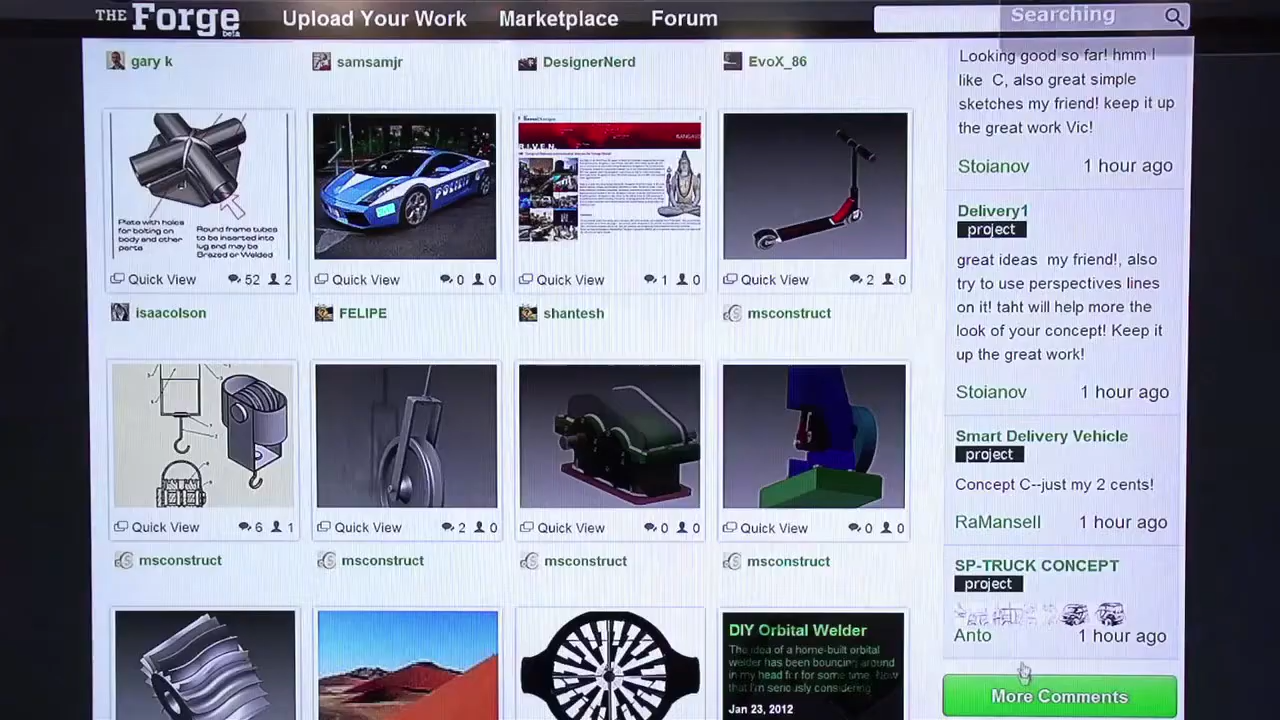 THE Forge beta
Upload Your Work Marketplace Forum
Searching
gary k
samsamjr
DesignerNerd
EvoX_86
Plate with holes
for bolting on
body and other
parts
Round frame tubes
to be inserted into
lug and may be
Brazed or Welded
POLIZIA
RIVEN
Quick View 52 2
Quick View 0 0
Quick View 1 0
Quick View 2 0
isaacolson
FELIPE
shantesh
msconstruct
Quick View 6 1
Quick View 2 0
Quick View 0 0
Quick View 0 0
msconstruct
msconstruct
msconstruct
msconstruct
DIY Orbital Welder
The idea of a home-built orbital
welder has been bouncing around
in my head for for some time. Now
that I'm seriously considering
Jan 23, 2012
Looking good so far! hmm I
like C, also great simple
sketches my friend! keep it up
the great work Vic!
Stoianov 1 hour ago
Delivery1
project
great ideas my friend!, also
try to use perspectives lines
on it! taht will help more the
look of your concept! Keep it
up the great work!
Stoianov 1 hour ago
Smart Delivery Vehicle
project
Concept C--just my 2 cents!
RaMansell 1 hour ago
SP-TRUCK CONCEPT
project
Anto 1 hour ago
More Comments